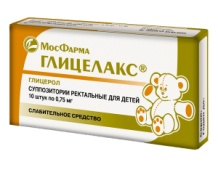 МосФарма
ГЛИЦЕЛАКС®
ГЛИЦЕРОЛ
СУППОЗИТОРИИ РЕКТАЛЬНЫЕ ДЛЯ ДЕТЕЙ
10 штук по 0,75 мг
СЛАБИТЕЛЬНОЕ СРЕДСТВО